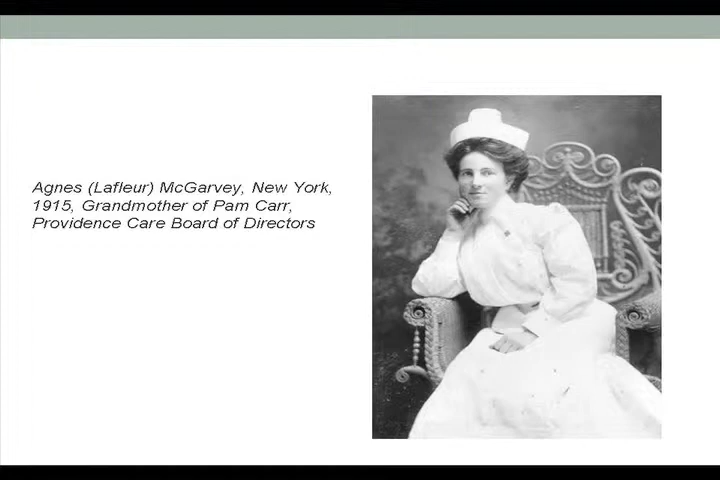 Agnes (Lafleur) McGarvey, New York,
1915, Grandmother of Pam Carr,
Providence Care Board of Directors